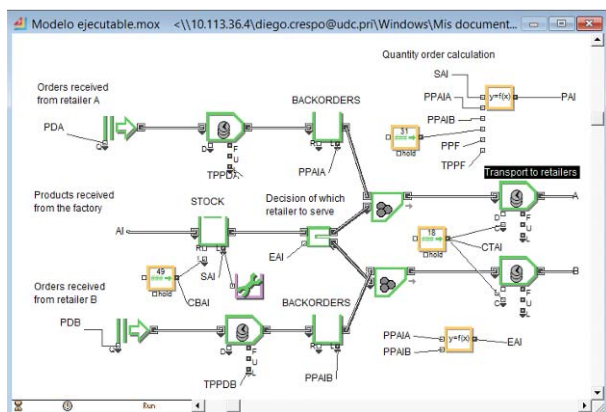 Modelo ejecutable.mox <\\10.113.36.4\diego.crespo@udc.pri\Windows\Mis document...
Quantity order calculation
SAI
PPAIA
y=f(x)
PAI
PPAIB
31
hold
PPF
TPPF
Orders received
from retailer A
PDA
BACKORDERS
TPPDA
PPAIA
Transport to retailers
A
Products received
from the factory
STOCK
Decision of which
retailer to serve
AI
EAI
18
hold
CTAI
49
hold
SAI
CBAI
B
Orders received
from retailer B
BACKORDERS
PDB
TPPDB
PPAIB
PPAIA
PPAIB
y=f(x)
EAI
Run